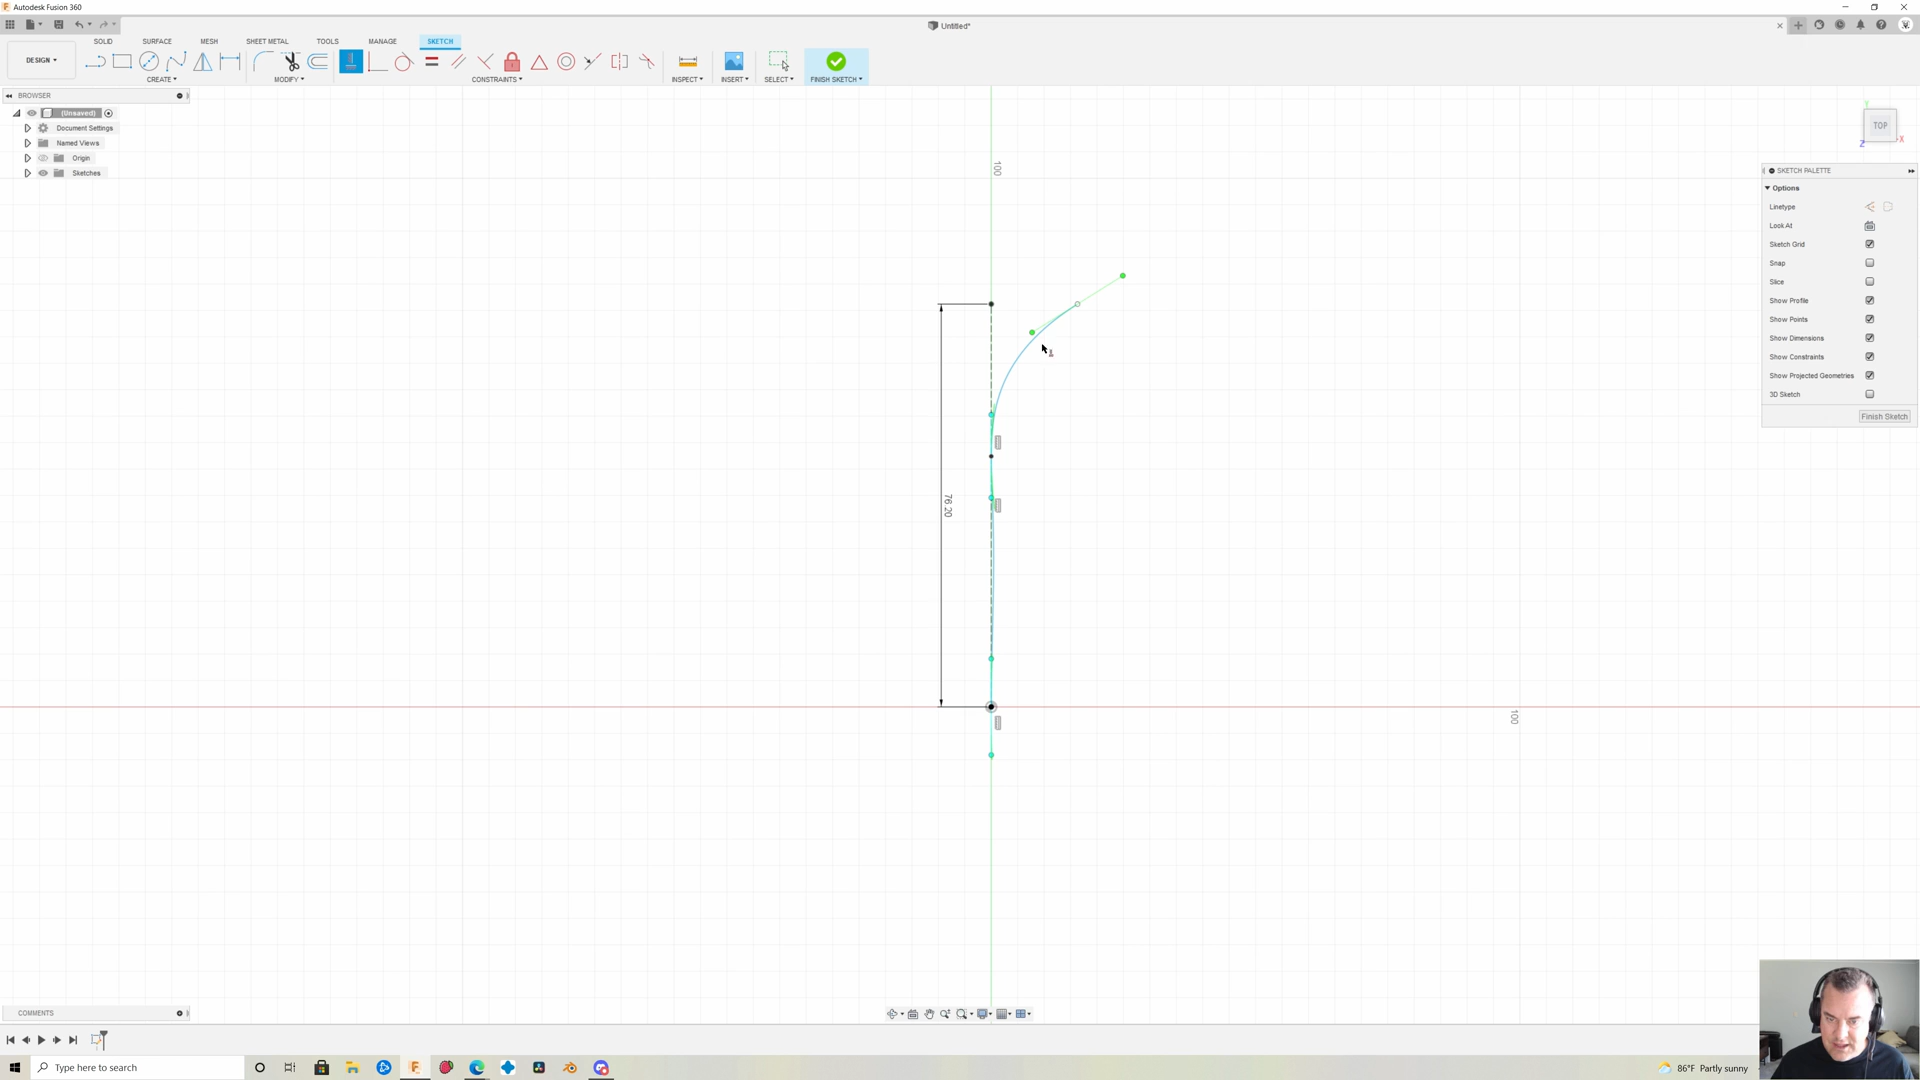 Autodesk Fusion 360
Untitled*
DESIGN
SOLID
SURFACE
MESH
SHEET METAL
TOOLS
MANAGE
SKETCH
CREATE
MODIFY
CONSTRAINTS
INSPECT
INSERT
SELECT
FINISH SKETCH
BROWSER
(Unsaved)
Document Settings
Named Views
Origin
Sketches
100
Y
TOP
X
Z
76.20
100
SKETCH PALETTE
Options
Linetype
Look At
Sketch Grid
Snap
Slice
Show Profile
Show Points
Show Dimensions
Show Constraints
Show Projected Geometries
3D Sketch
Finish Sketch
COMMENTS
Type here to search
86°F Partly sunny